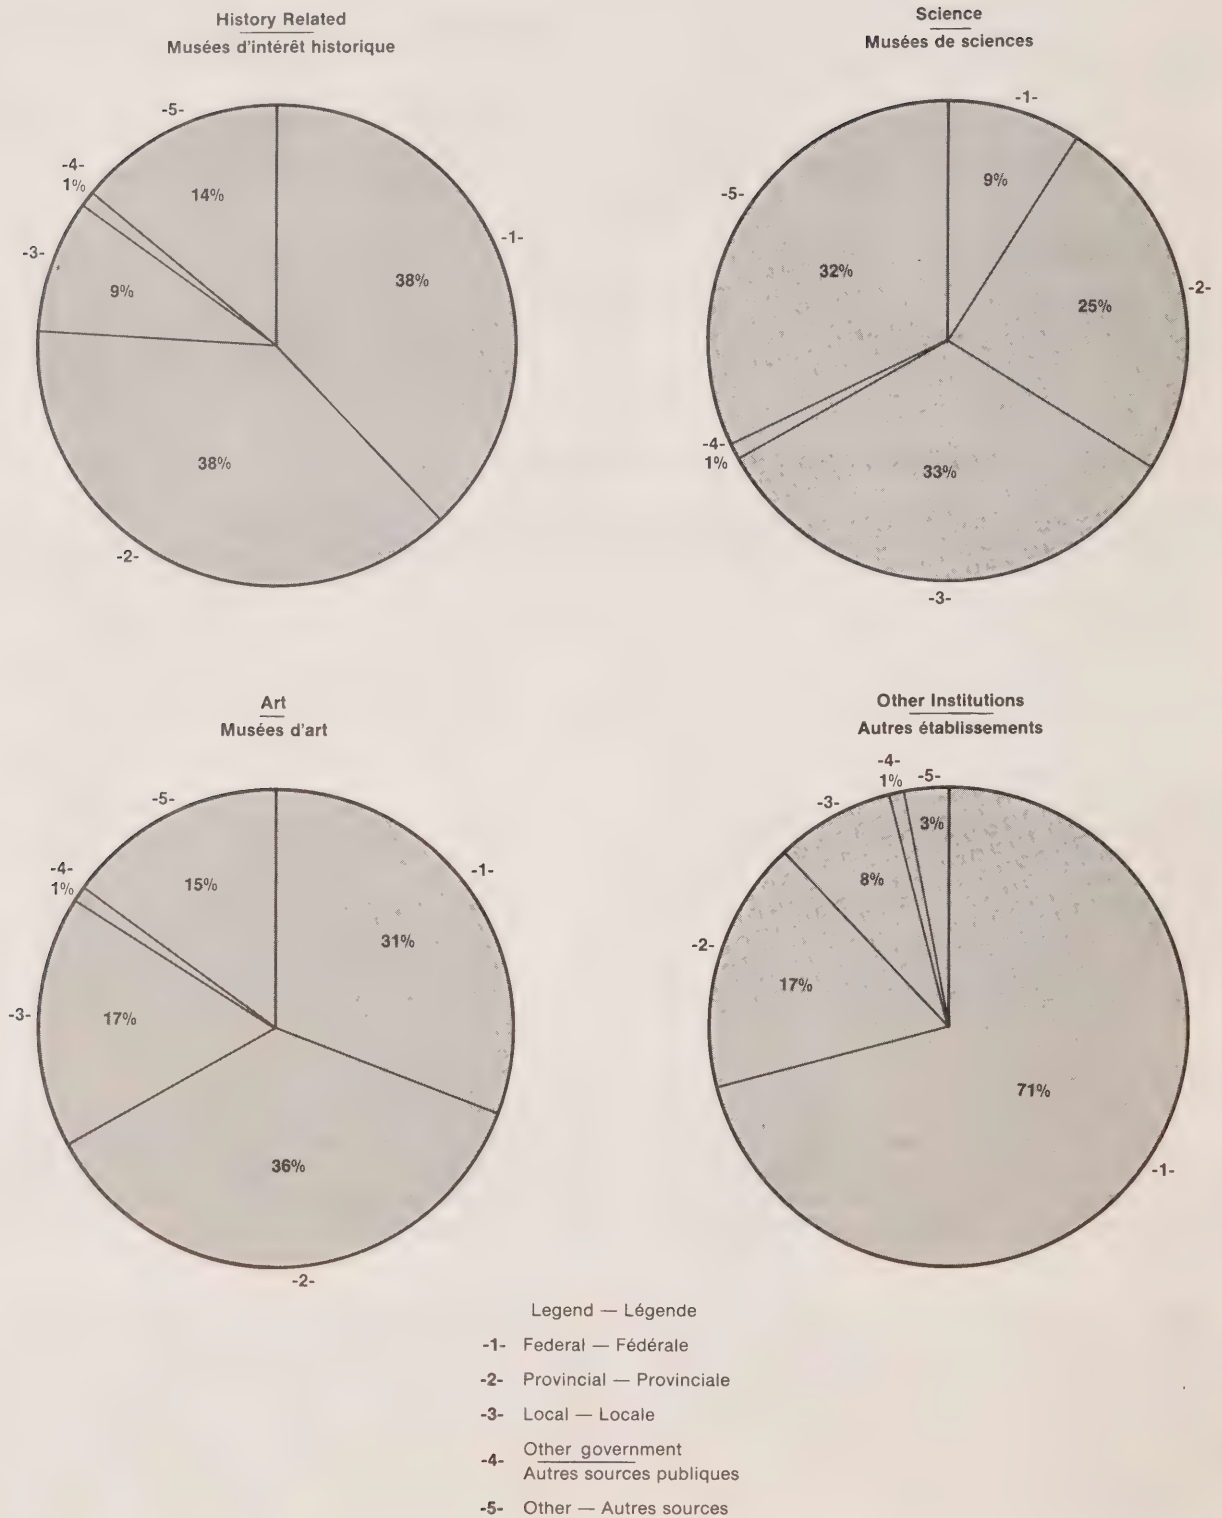 History Related
Musées d'intérêt historique
-5-
-4-
1%
14%
-1-
-3-
38%
9%
38%
-2-
Science
Musées de sciences
-1-
9%
-5-
32%
-2-
25%
-4-
1%
33%
-3-
Art
Musées d'art
-5-
-4-
1%
15%
-1-
31%
-3-
17%
36%
-2-
Other Institutions
Autres établissements
-4-
1%
-5-
-3-
3%
8%
-2-
17%
71%
-1-
Legend — Légende
-1- Federal — Fédérale
-2- Provincial — Provinciale
-3- Local — Locale
-4- Other government
Autres sources publiques
-5- Other — Autres sources